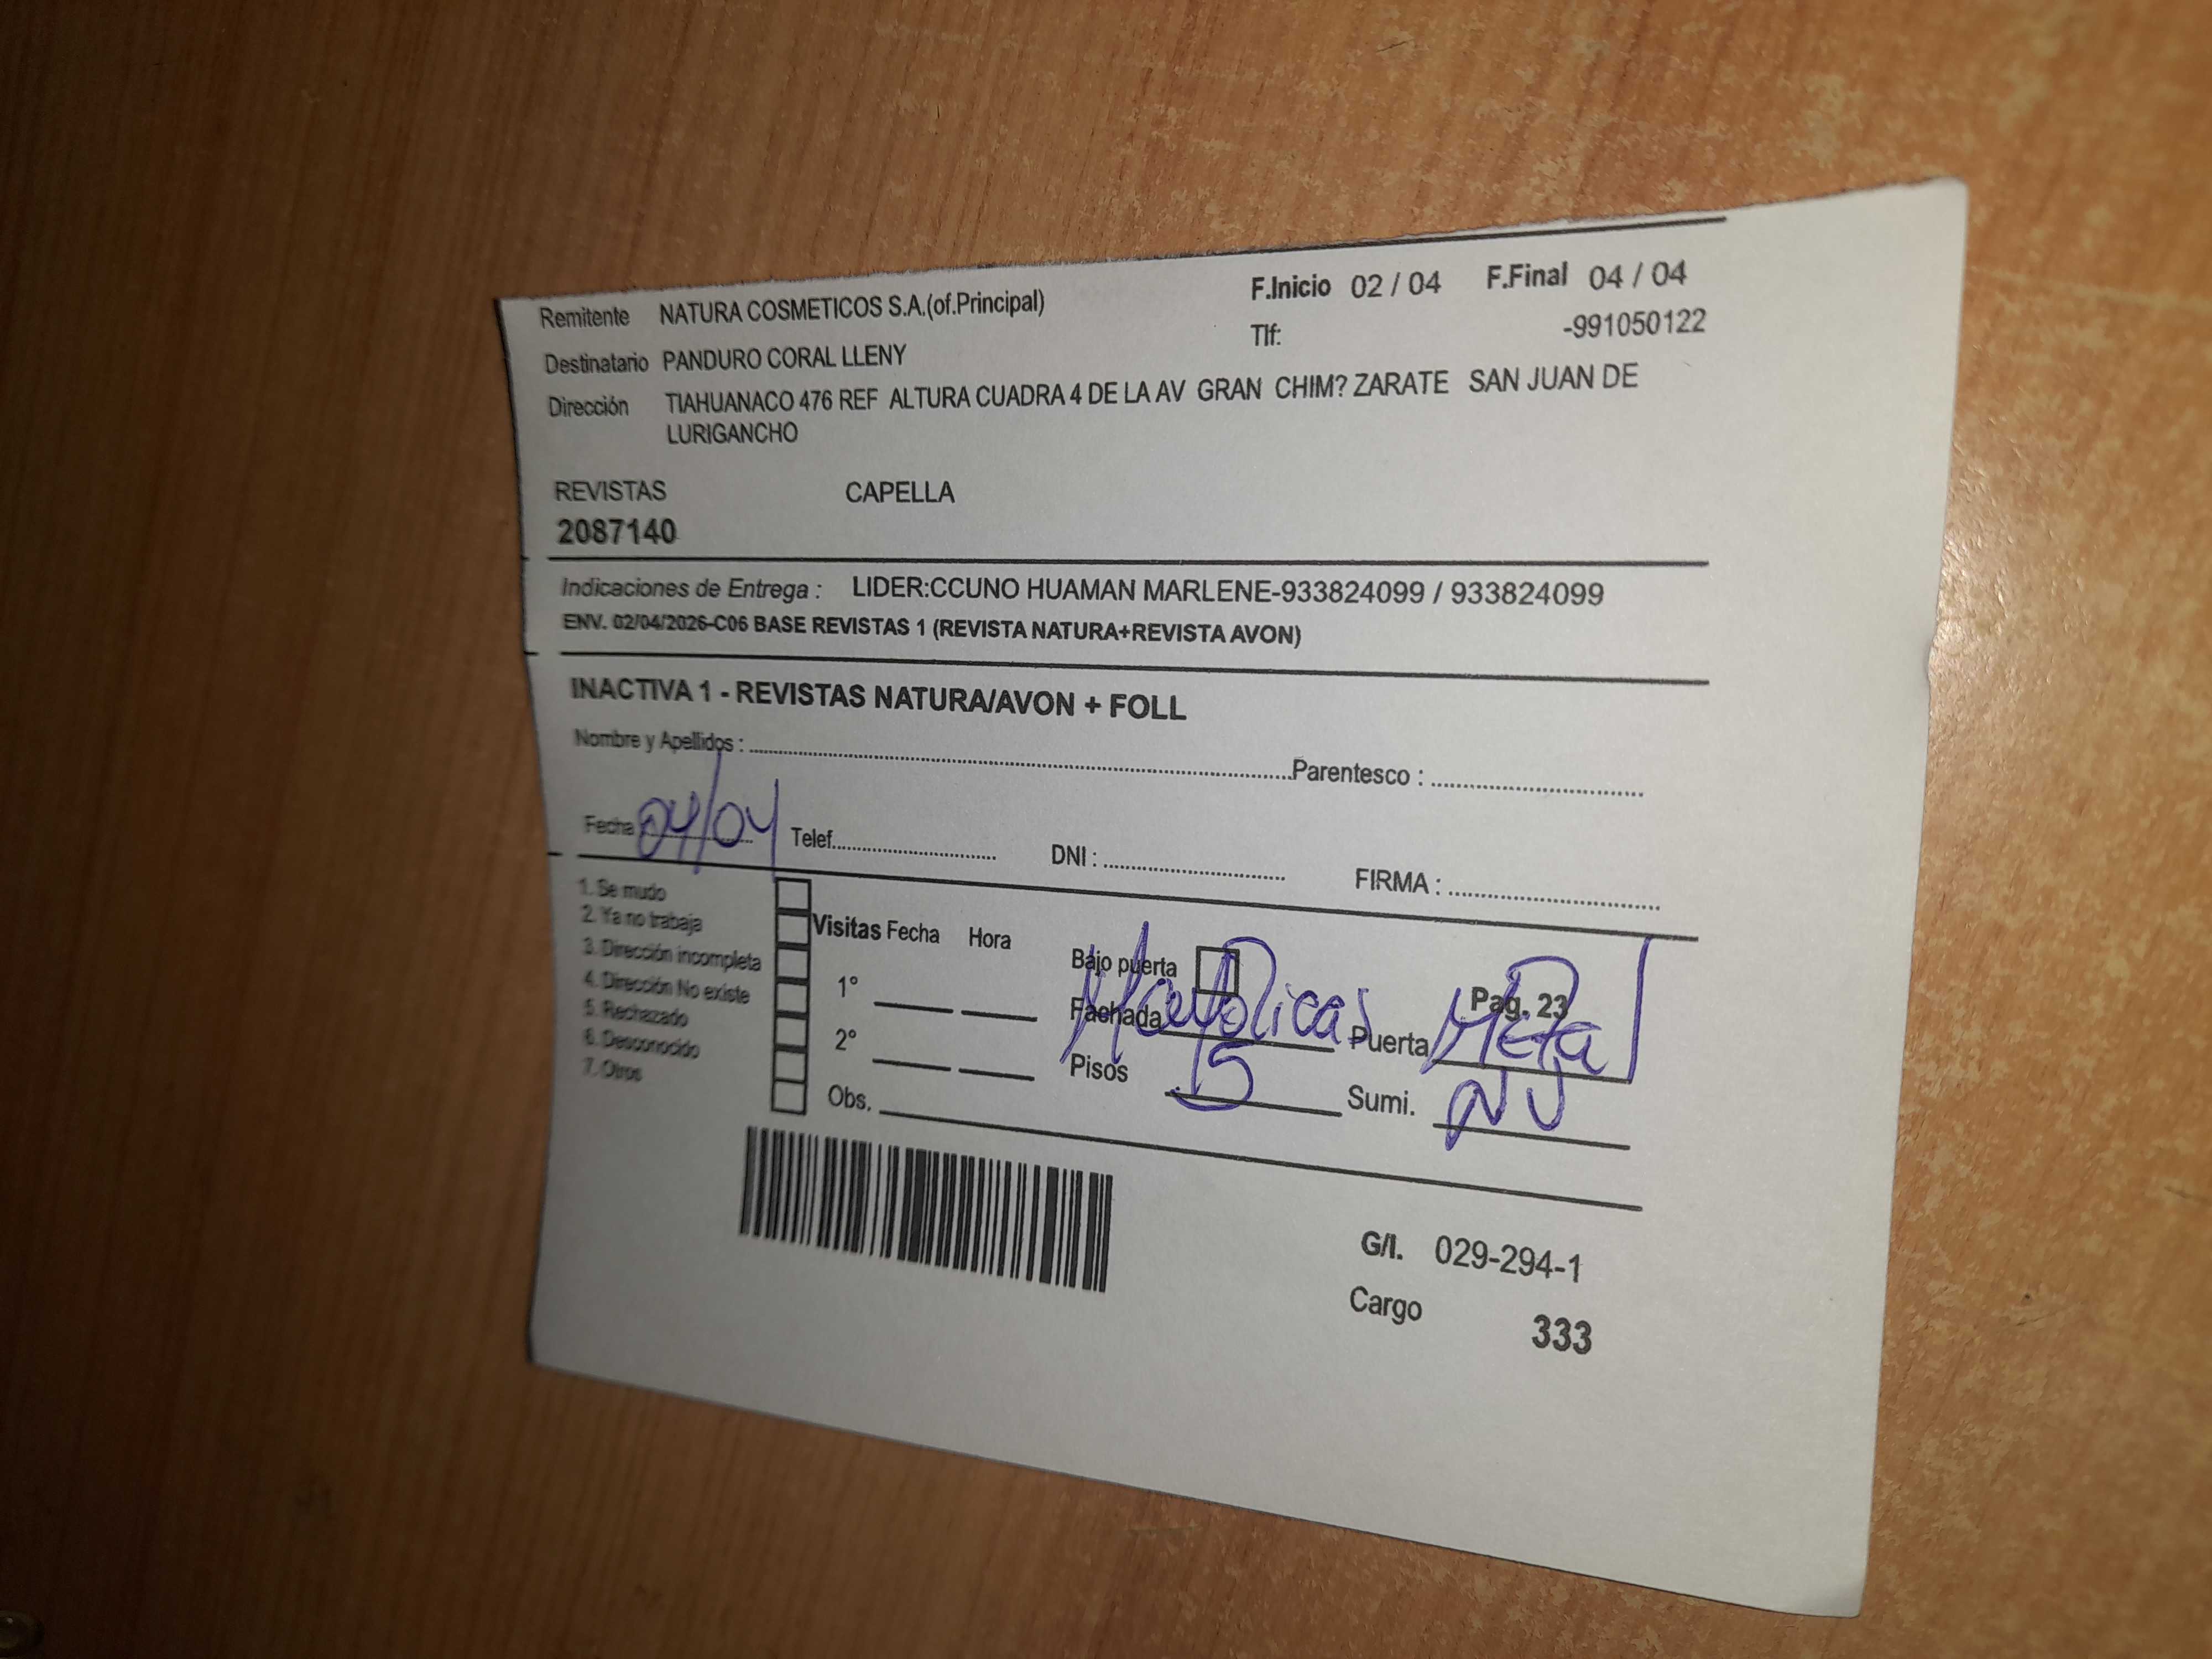 Remitente NATURA COSMETICOS S.A.(of.Principal) F.Inicio 02 / 04 F.Final 04 / 04
Tlf: -991050122
Destinatario PANDURO CORAL LLENY
Dirección TIAHUANACO 476 REF ALTURA CUADRA 4 DE LA AV GRAN CHIM? ZARATE SAN JUAN DE
LURIGANCHO
REVISTAS CAPELLA
2087140
Indicaciones de Entrega : LIDER:CCUNO HUAMAN MARLENE-933824099 / 933824099
ENV. 02/04/2026-C06 BASE REVISTAS 1 (REVISTA NATURA+REVISTA AVON)
INACTIVA 1 - REVISTAS NATURA/AVON + FOLL
Nombre y Apellidos : Parentesco :
Fecha 04/04 Telef. DNI : FIRMA :
1. Se mudo
2. Ya no trabaja
3. Dirección incompleta
4. Dirección No existe
5. Rechazado
6. Desconocido
7. Otros
Visitas Fecha Hora
1°
2°
Obs.
Bajo puerta
Pag. 23
Fachada Puerta
Pisos 5 Sumi.
G/I. 029-294-1
Cargo 333